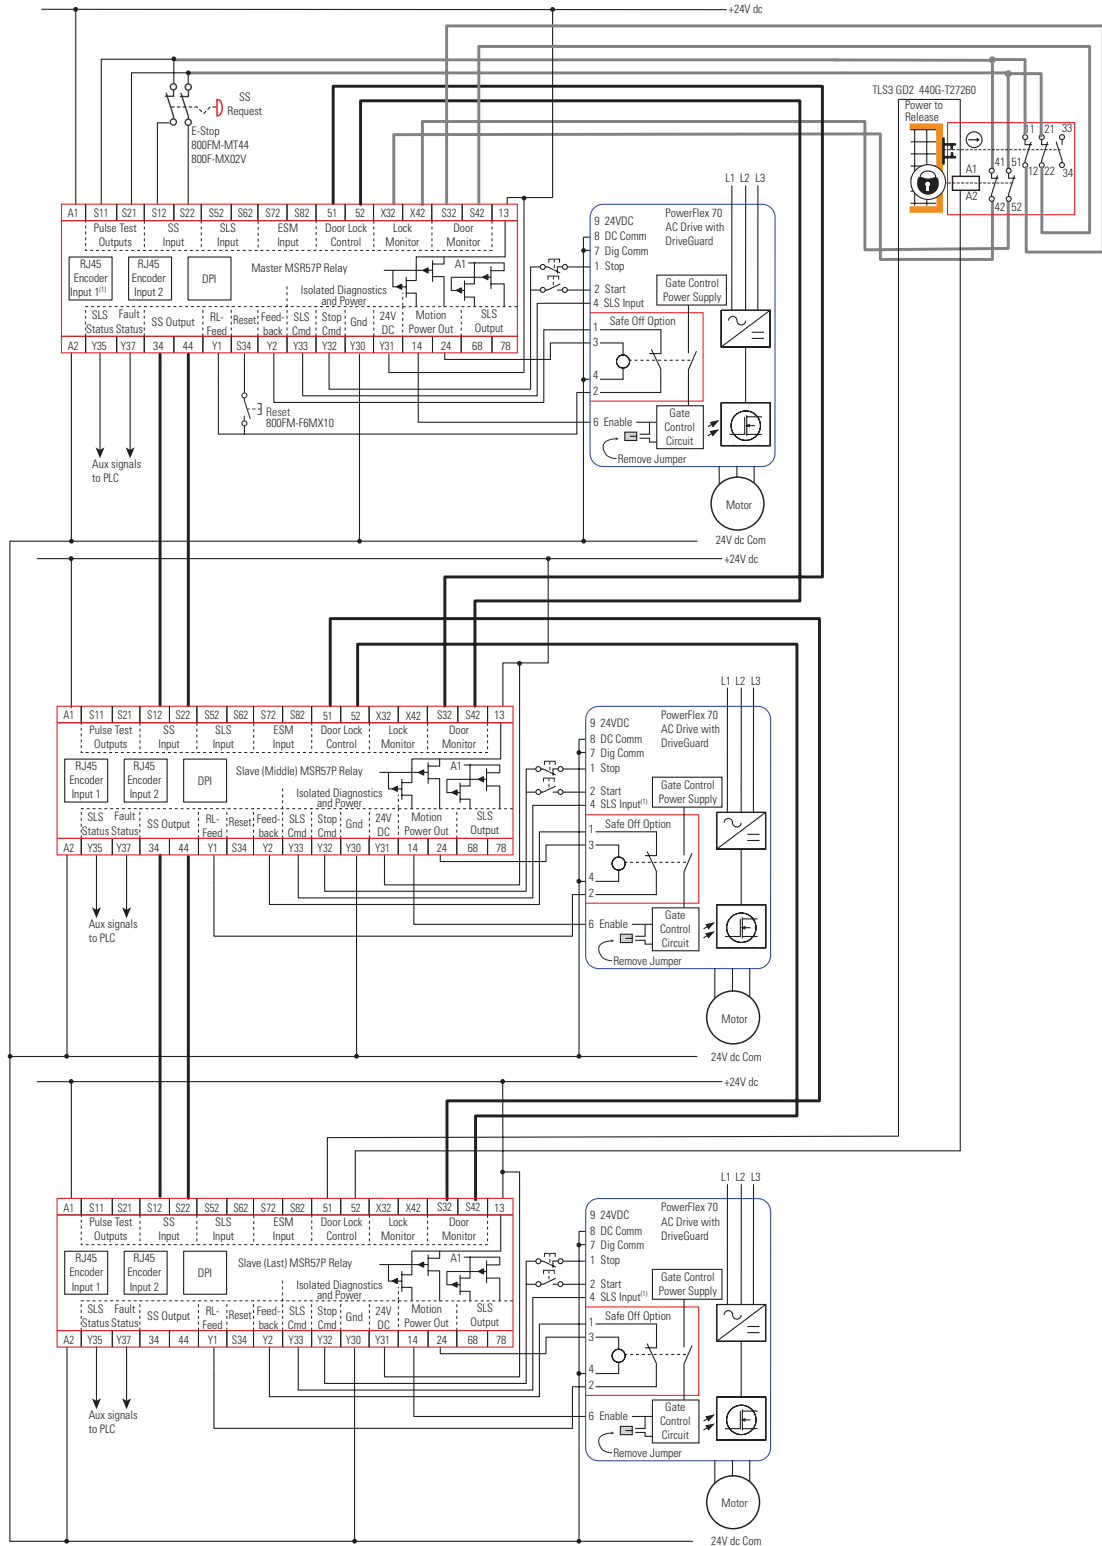 +24V dc
SS
Request
E-Stop
800FM-MT44
800F-MX02V
TLS3 GD2 440G-T27260
Power to
Release
11 21 33
12 22 34
41 51
42 52
A1
A2
A1 S11 S21 S12 S22 S52 S62 S72 S82 51 52 X32 X42 S32 S42 13
Pulse Test Outputs
SS Input
SLS Input
ESM Input
Door Lock Control
Lock Monitor
Door Monitor
RJ45 Encoder Input 1(1)
RJ45 Encoder Input 2
DPI
Master MSR57P Relay
A1
Isolated Diagnostics and Power
SLS Status
Fault Status
SS Output
RL-Feed
Reset
Feed-back
SLS Cmd
Stop Cmd
Gnd
24V DC
Motion Power Out
SLS Output
A2 Y35 Y37 34 44 Y1 S34 Y2 Y33 Y32 Y30 Y31 14 24 68 78
Reset
800FM-F6MX10
Aux signals
to PLC
L1 L2 L3
PowerFlex 70
AC Drive with
DriveGuard
9 24VDC
8 DC Comm
7 Dig Comm
1 Stop
2 Start
4 SLS Input
Gate Control
Power Supply
Safe Off Option
1
3
4
2
6 Enable
Gate
Control
Circuit
Remove Jumper
Motor
24V dc Com
+24V dc
A1 S11 S21 S12 S22 S52 S62 S72 S82 51 52 X32 X42 S32 S42 13
Pulse Test Outputs
SS Input
SLS Input
ESM Input
Door Lock Control
Lock Monitor
Door Monitor
RJ45 Encoder Input 1
RJ45 Encoder Input 2
DPI
Slave (Middle) MSR57P Relay
A1
Isolated Diagnostics and Power
SLS Status
Fault Status
SS Output
RL-Feed
Reset
Feed-back
SLS Cmd
Stop Cmd
Gnd
24V DC
Motion Power Out
SLS Output
A2 Y35 Y37 34 44 Y1 S34 Y2 Y33 Y32 Y30 Y31 14 24 68 78
Aux signals
to PLC
L1 L2 L3
PowerFlex 70
AC Drive with
DriveGuard
9 24VDC
8 DC Comm
7 Dig Comm
1 Stop
2 Start
4 SLS Input(1)
Gate Control
Power Supply
Safe Off Option
1
3
4
2
6 Enable
Gate
Control
Circuit
Remove Jumper
Motor
24V dc Com
+24V dc
A1 S11 S21 S12 S22 S52 S62 S72 S82 51 52 X32 X42 S32 S42 13
Pulse Test Outputs
SS Input
SLS Input
ESM Input
Door Lock Control
Lock Monitor
Door Monitor
RJ45 Encoder Input 1
RJ45 Encoder Input 2
DPI
Slave (Last) MSR57P Relay
A1
Isolated Diagnostics and Power
SLS Status
Fault Status
SS Output
RL-Feed
Reset
Feed-back
SLS Cmd
Stop Cmd
Gnd
24V DC
Motion Power Out
SLS Output
A2 Y35 Y37 34 44 Y1 S34 Y2 Y33 Y32 Y30 Y31 14 24 68 78
Aux signals
to PLC
L1 L2 L3
PowerFlex 70
AC Drive with
DriveGuard
9 24VDC
8 DC Comm
7 Dig Comm
1 Stop
2 Start
4 SLS Input(1)
Gate Control
Power Supply
Safe Off Option
1
3
4
2
6 Enable
Gate
Control
Circuit
Remove Jumper
Motor
24V dc Com